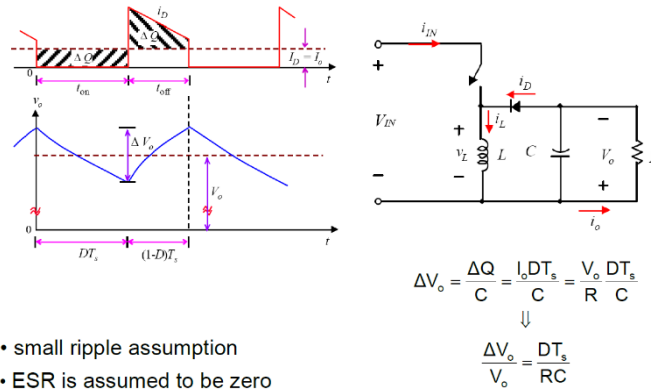 i_D
ΔQ
ΔQ
I_D = I_o
0
t_on
t_off
t
v_o
ΔV_o
V_o
0
t
DT_s
(1-D)T_s
i_IN
+
V_IN
−
i_D
i_L
+
v_L
−
L
C
−
V_o
+
i_o
ΔV_o = ΔQ/C = I_oDT_s/C = V_o/R DT_s/C
⇓
ΔV_o/V_o = DT_s/RC
• small ripple assumption
• ESR is assumed to be zero